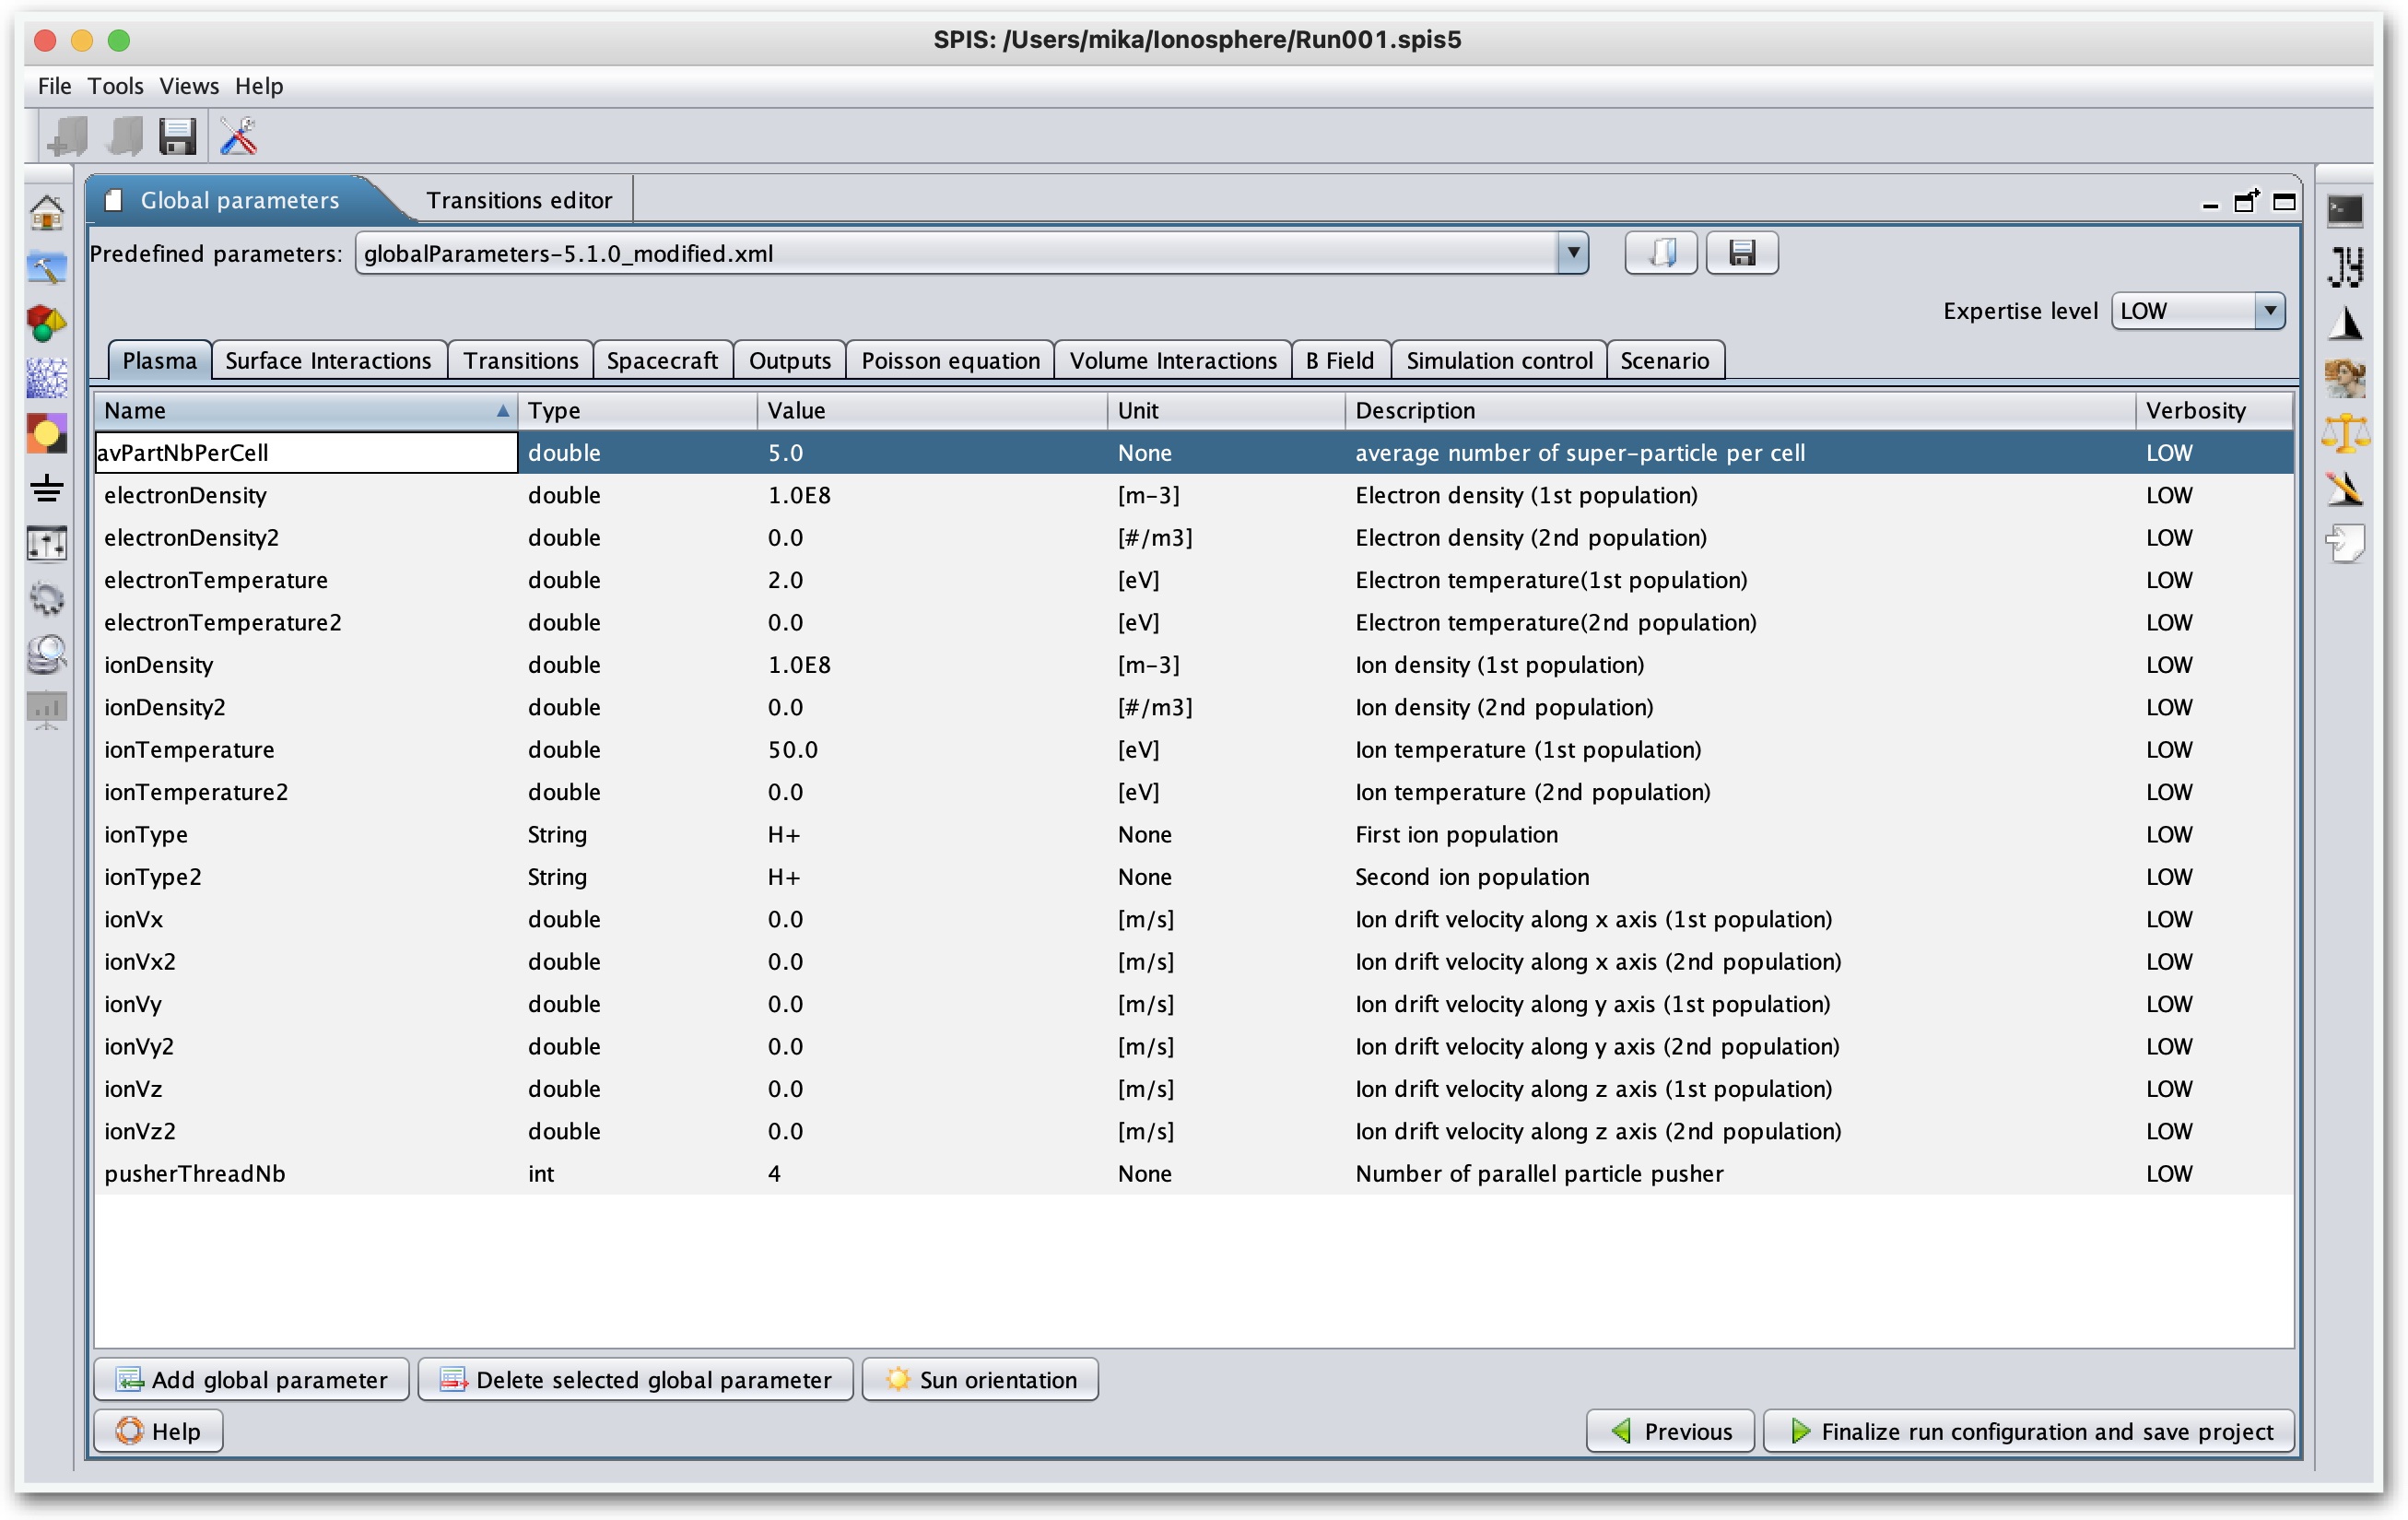 SPIS: /Users/mika/Ionosphere/Run001.spis5
File Tools Views Help
Global parameters Transitions editor
Predefined parameters: globalParameters-5.1.0_modified.xml
Expertise level LOW
Plasma Surface Interactions Transitions Spacecraft Outputs Poisson equation Volume Interactions B Field Simulation control Scenario
Name Type Value Unit Description Verbosity
avPartNbPerCell double 5.0 None average number of super-particle per cell LOW
electronDensity double 1.0E8 [m-3] Electron density (1st population) LOW
electronDensity2 double 0.0 [#/m3] Electron density (2nd population) LOW
electronTemperature double 2.0 [eV] Electron temperature(1st population) LOW
electronTemperature2 double 0.0 [eV] Electron temperature(2nd population) LOW
ionDensity double 1.0E8 [m-3] Ion density (1st population) LOW
ionDensity2 double 0.0 [#/m3] Ion density (2nd population) LOW
ionTemperature double 50.0 [eV] Ion temperature (1st population) LOW
ionTemperature2 double 0.0 [eV] Ion temperature (2nd population) LOW
ionType String H+ None First ion population LOW
ionType2 String H+ None Second ion population LOW
ionVx double 0.0 [m/s] Ion drift velocity along x axis (1st population) LOW
ionVx2 double 0.0 [m/s] Ion drift velocity along x axis (2nd population) LOW
ionVy double 0.0 [m/s] Ion drift velocity along y axis (1st population) LOW
ionVy2 double 0.0 [m/s] Ion drift velocity along y axis (2nd population) LOW
ionVz double 0.0 [m/s] Ion drift velocity along z axis (1st population) LOW
ionVz2 double 0.0 [m/s] Ion drift velocity along z axis (2nd population) LOW
pusherThreadNb int 4 None Number of parallel particle pusher LOW
Add global parameter Delete selected global parameter Sun orientation
Help Previous Finalize run configuration and save project
JY